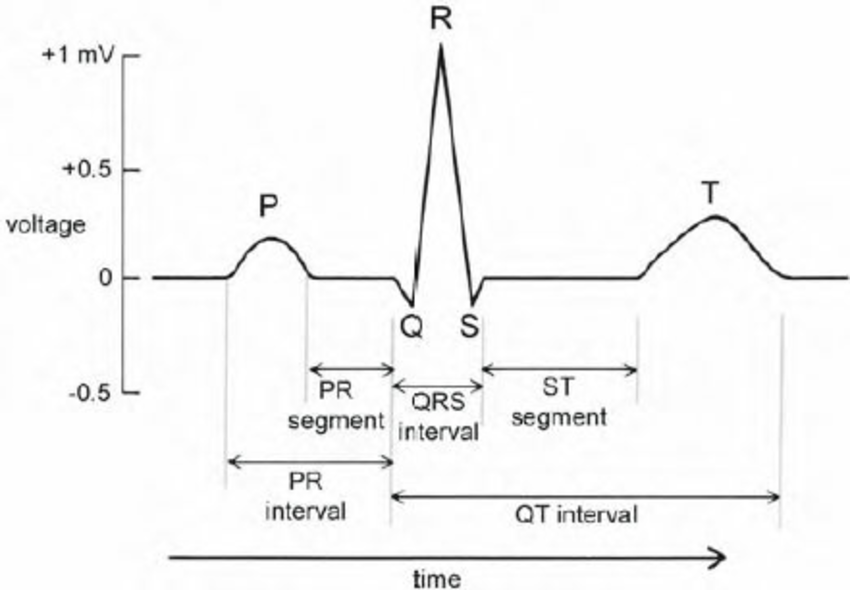 R
+1 mV
+0.5
P
T
voltage
0
Q S
-0.5
PR
segment
QRS
interval
ST
segment
PR
interval
QT interval
time